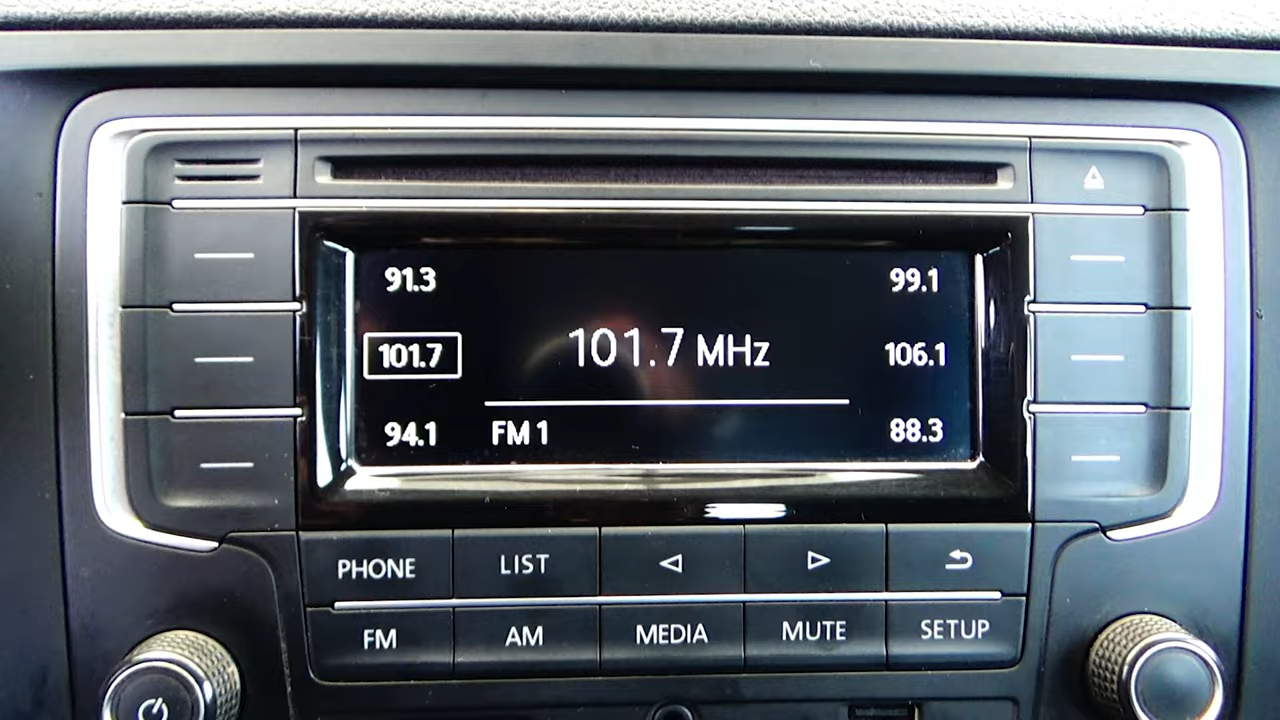 91.3 99.1
101.7 101.7 MHz 106.1
94.1 FM 1 88.3
PHONE LIST
FM AM MEDIA MUTE SETUP